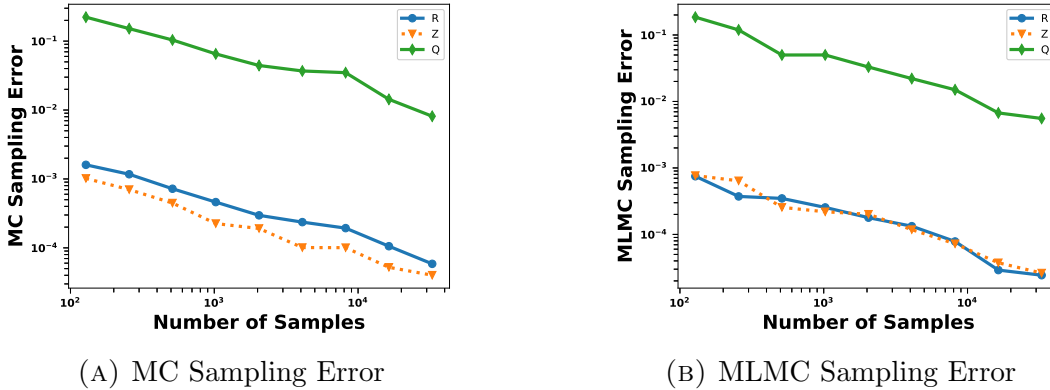 MC Sampling Error
10⁻¹
10⁻²
10⁻³
10⁻⁴
10²
10³
10⁴
Number of Samples
R
Z
Q
(A) MC Sampling Error
MLMC Sampling Error
10⁻¹
10⁻²
10⁻³
10⁻⁴
10²
10³
10⁴
Number of Samples
R
Z
Q
(B) MLMC Sampling Error